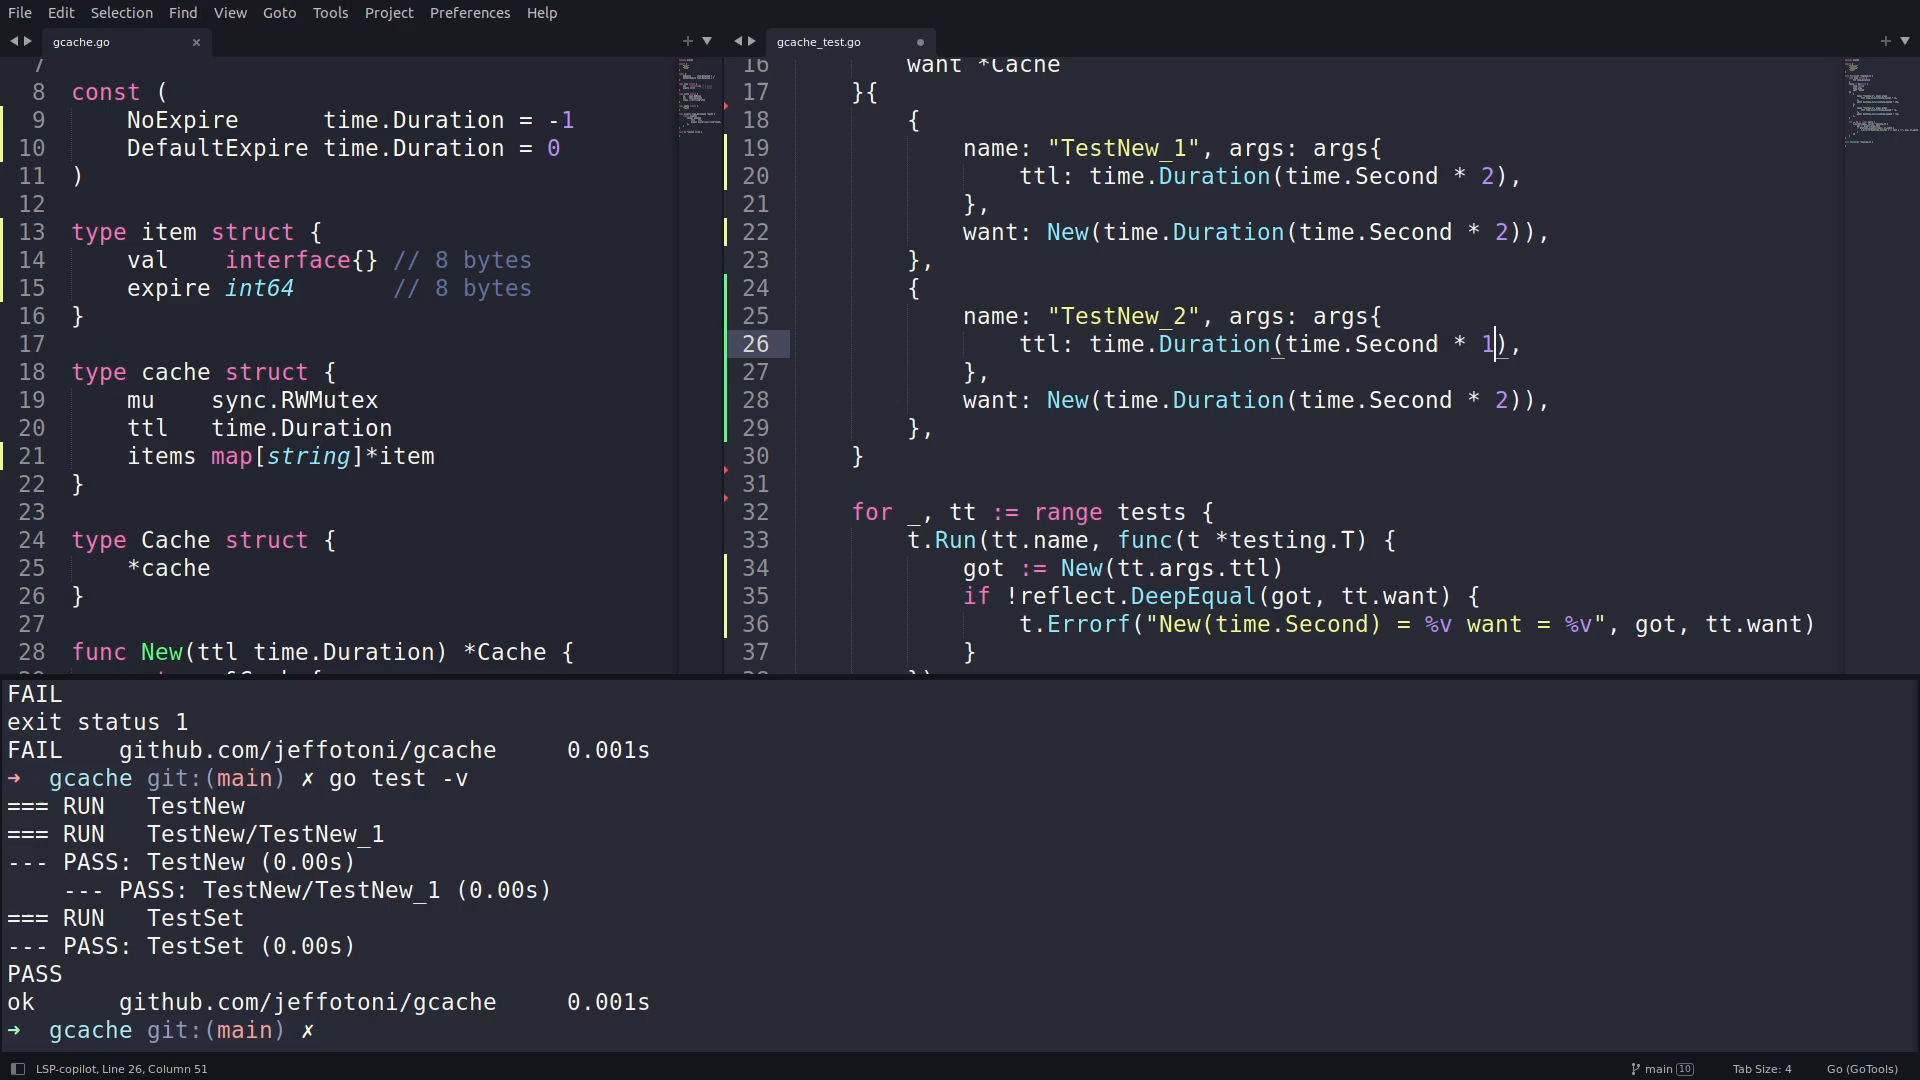 File Edit Selection Find View Goto Tools Project Preferences Help
gcache.go
7
8 const (
9 NoExpire time.Duration = -1
10 DefaultExpire time.Duration = 0
11 )
12
13 type item struct {
14 val interface{} // 8 bytes
15 expire int64 // 8 bytes
16 }
17
18 type cache struct {
19 mu sync.RWMutex
20 ttl time.Duration
21 items map[string]*item
22 }
23
24 type Cache struct {
25 *cache
26 }
27
28 func New(ttl time.Duration) *Cache {
gcache_test.go
16 want *Cache
17 }{
18 {
19 name: "TestNew_1", args: args{
20 ttl: time.Duration(time.Second * 2),
21 },
22 want: New(time.Duration(time.Second * 2)),
23 },
24 {
25 name: "TestNew_2", args: args{
26 ttl: time.Duration(time.Second * 1),
27 },
28 want: New(time.Duration(time.Second * 2)),
29 },
30 }
31
32 for _, tt := range tests {
33 t.Run(tt.name, func(t *testing.T) {
34 got := New(tt.args.ttl)
35 if !reflect.DeepEqual(got, tt.want) {
36 t.Errorf("New(time.Second) = %v want = %v", got, tt.want)
37 }
FAIL
exit status 1
FAIL github.com/jeffotoni/gcache 0.001s
➜ gcache git:(main) ✗ go test -v
=== RUN TestNew
=== RUN TestNew/TestNew_1
--- PASS: TestNew (0.00s)
--- PASS: TestNew/TestNew_1 (0.00s)
=== RUN TestSet
--- PASS: TestSet (0.00s)
PASS
ok github.com/jeffotoni/gcache 0.001s
➜ gcache git:(main) ✗
LSP-copilot, Line 26, Column 51
main 10 Tab Size: 4 Go (GoTools)